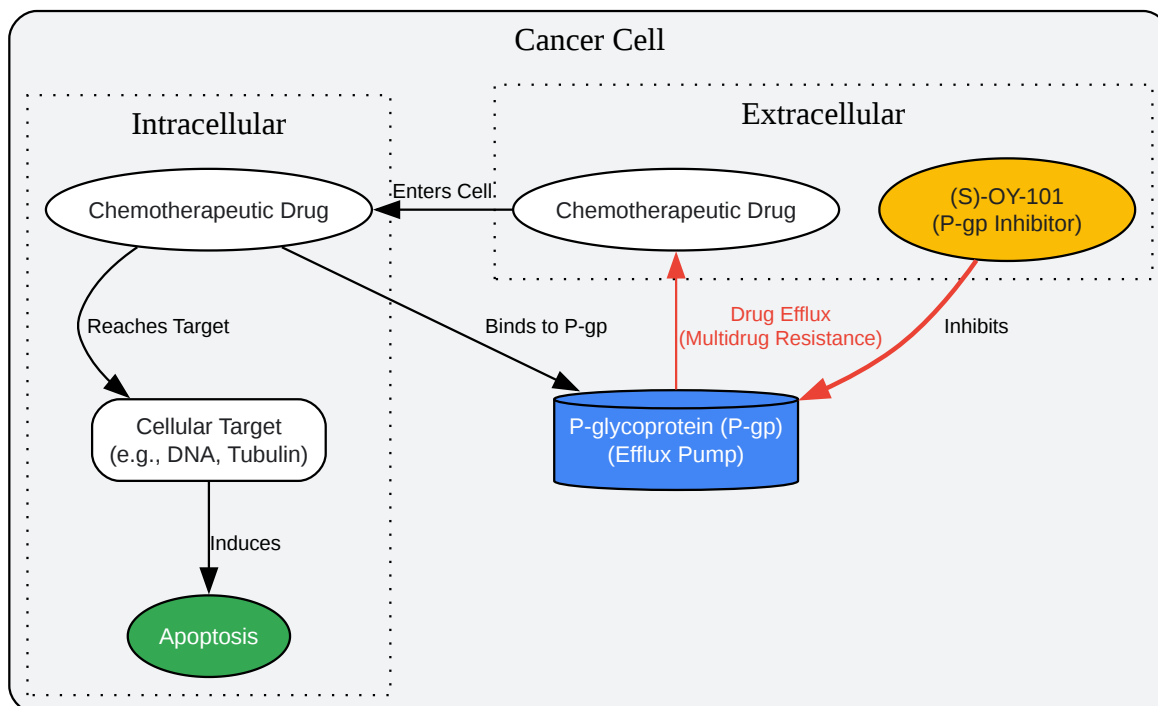 Cancer Cell
Intracellular
Extracellular
Chemotherapeutic Drug
Enters Cell
Chemotherapeutic Drug
(S)-OY-101
(P-gp Inhibitor)
Reaches Target
Binds to P-gp
Drug Efflux
(Multidrug Resistance)
Inhibits
Cellular Target
(e.g., DNA, Tubulin)
P-glycoprotein (P-gp)
(Efflux Pump)
Induces
Apoptosis